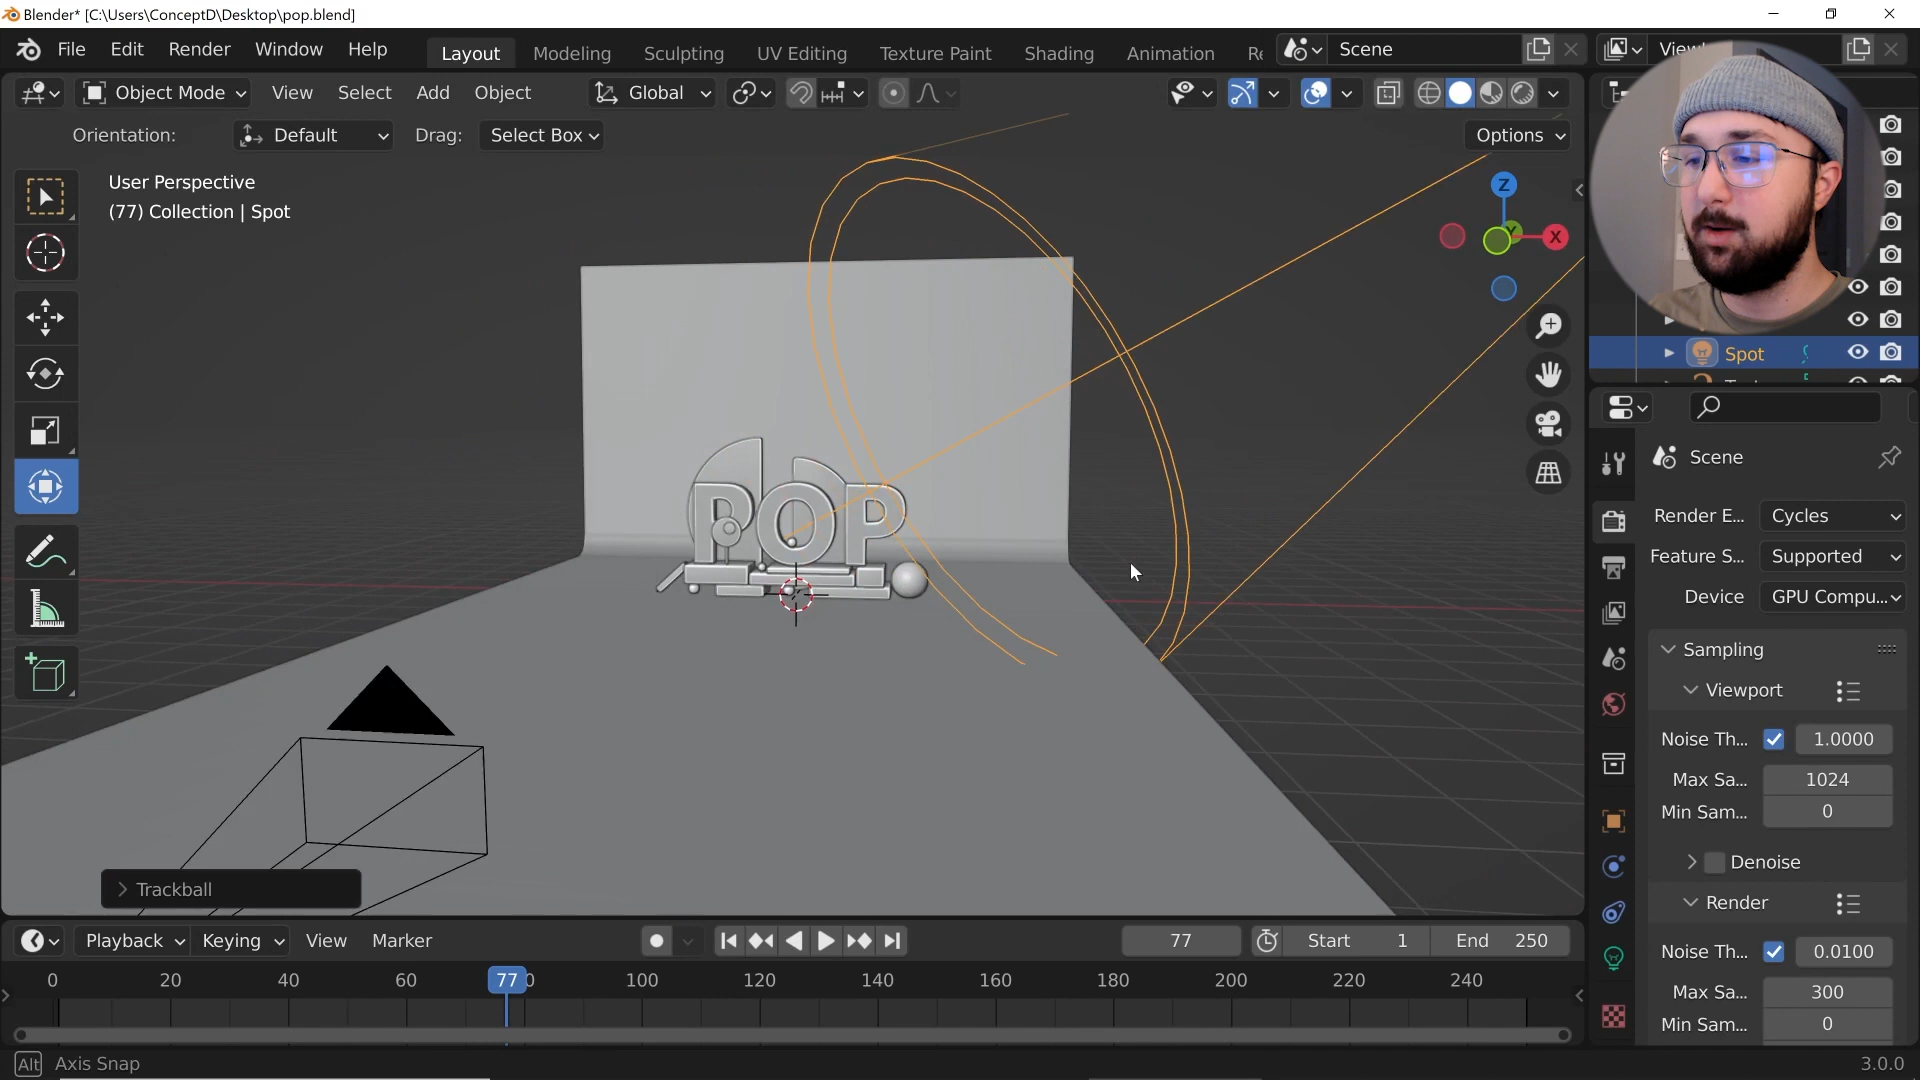 Blender* [C:\Users\ConceptD\Desktop\pop.blend]
File Edit Render Window Help
Layout Modeling Sculpting UV Editing Texture Paint Shading Animation Re
Scene
View
Object Mode View Select Add Object
Global
Orientation: Default Drag: Select Box
Options
User Perspective
(77) Collection | Spot
Z
Y
X
POP
Spot
Scene
Render E... Cycles
Feature S... Supported
Device GPU Compu...
Sampling
Viewport
Noise Th... 1.0000
Max Sa... 1024
Min Sam... 0
Denoise
Render
Noise Th... 0.0100
Max Sa... 300
Min Sam... 0
Trackball
Playback Keying View Marker
77
Start 1
End 250
0 20 40 60 77 0 100 120 140 160 180 200 220 240
Alt Axis Snap
3.0.0